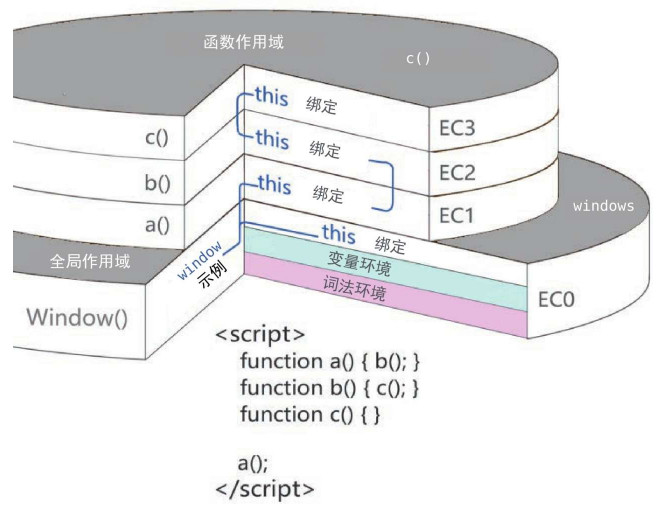 函数作用域
c()
this 绑定
c()
EC3
this 绑定
b()
EC2
this 绑定
a()
EC1
windows
this 绑定
全局作用域
window
示例
变量环境
词法环境
EC0
Window()
<script>
function a() { b(); }
function b() { c(); }
function c() { }
a();
</script>